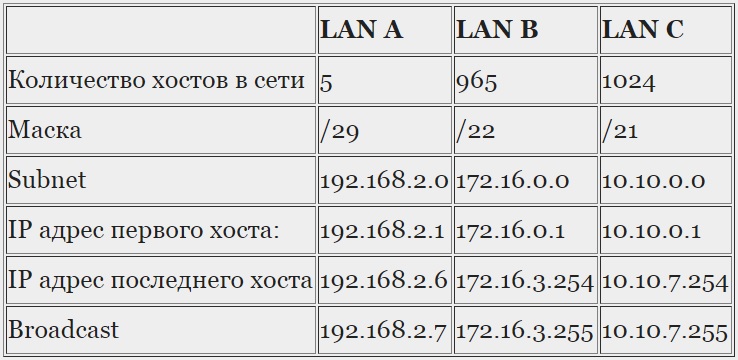 LAN A LAN B LAN C
Количество хостов в сети 5 965 1024
Маска /29 /22 /21
Subnet 192.168.2.0 172.16.0.0 10.10.0.0
IP адрес первого хоста: 192.168.2.1 172.16.0.1 10.10.0.1
IP адрес последнего хоста 192.168.2.6 172.16.3.254 10.10.7.254
Broadcast 192.168.2.7 172.16.3.255 10.10.7.255